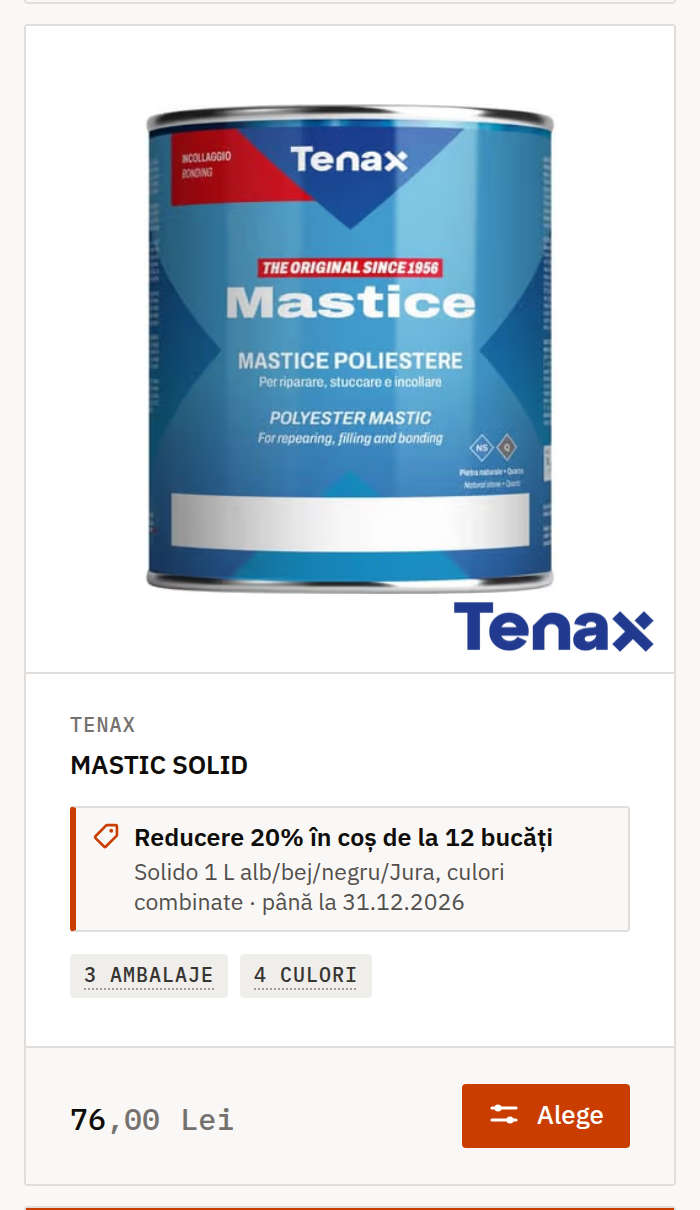 INCOLLAGGIO
BONDING
Tenax
THE ORIGINAL SINCE 1956
Mastice
MASTICE POLIESTERE
Per riparare, stuccare e incollare
POLYESTER MASTIC
For repearing, filling and bonding
NS Q
Pietra naturale • Quarzo
Natural stone • Quartz
Tenax
TENAX
MASTIC SOLID
Reducere 20% în coș de la 12 bucăți
Solido 1 L alb/bej/negru/Jura, culori
combinate · până la 31.12.2026
3 AMBALAJE
4 CULORI
76,00 Lei
Alege